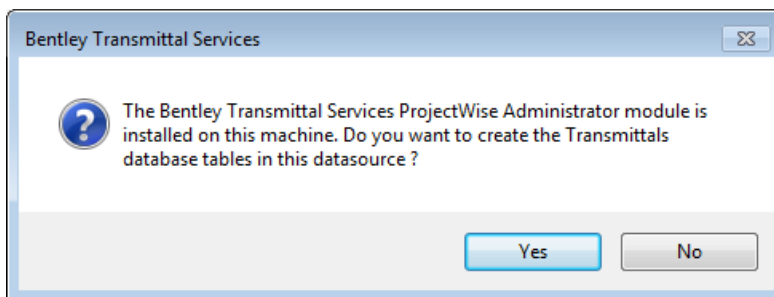 Bentley Transmittal Services
The Bentley Transmittal Services ProjectWise Administrator module is
installed on this machine. Do you want to create the Transmittals
database tables in this datasource ?
Yes No